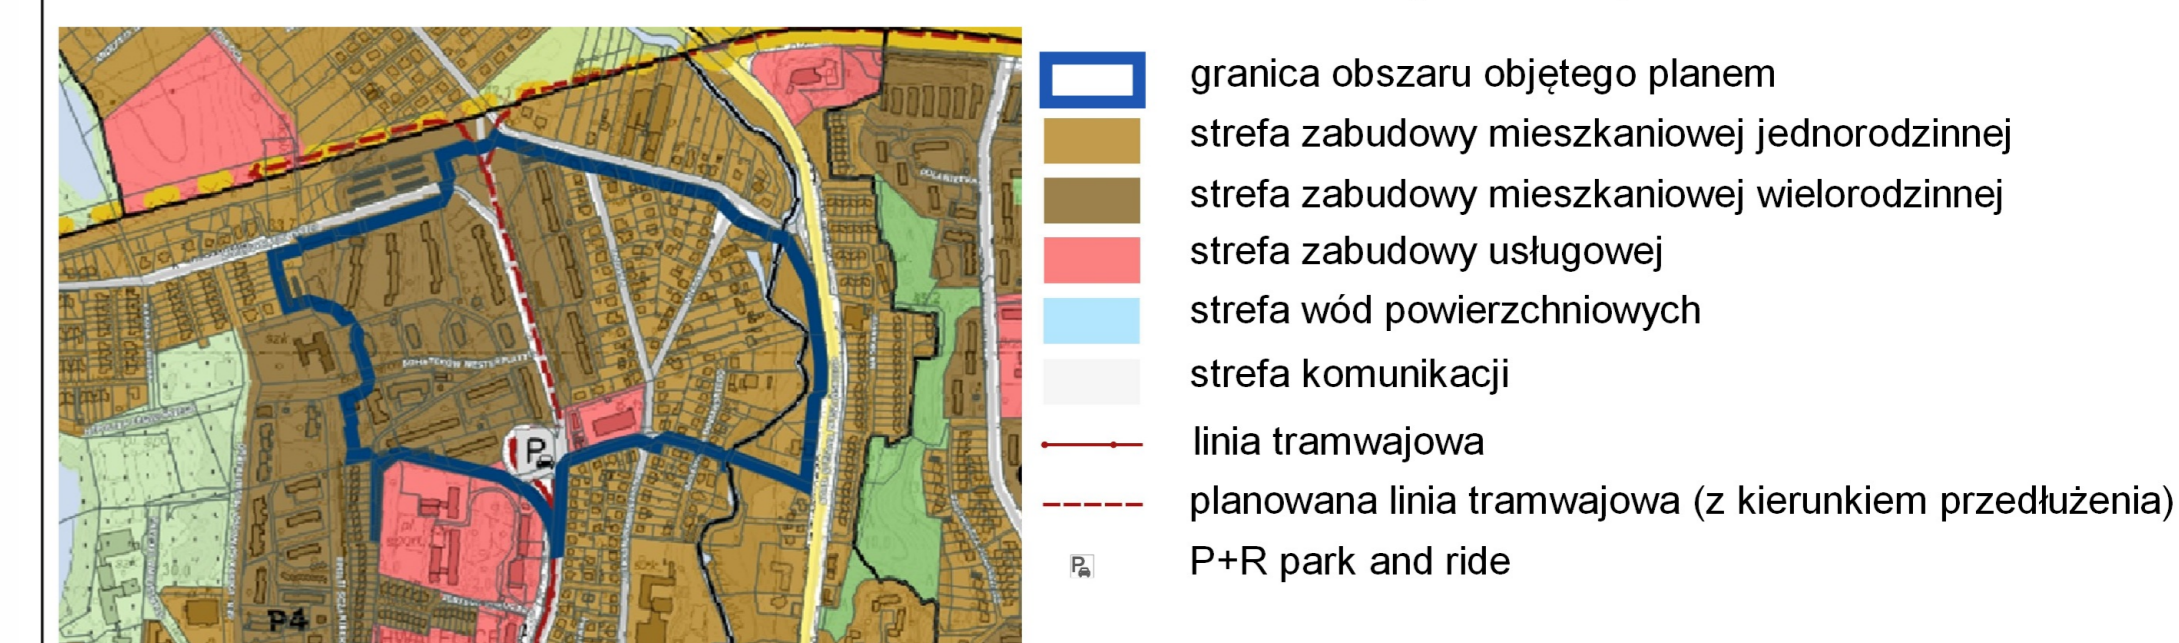 granica obszaru objętego planem
strefa zabudowy mieszkaniowej jednorodzinnej
strefa zabudowy mieszkaniowej wielorodzinnej
strefa zabudowy usługowej
strefa wód powierzchniowych
strefa komunikacji
linia tramwajowa
planowana linia tramwajowa (z kierunkiem przedłużenia)
P
P+R park and ride
P
P4